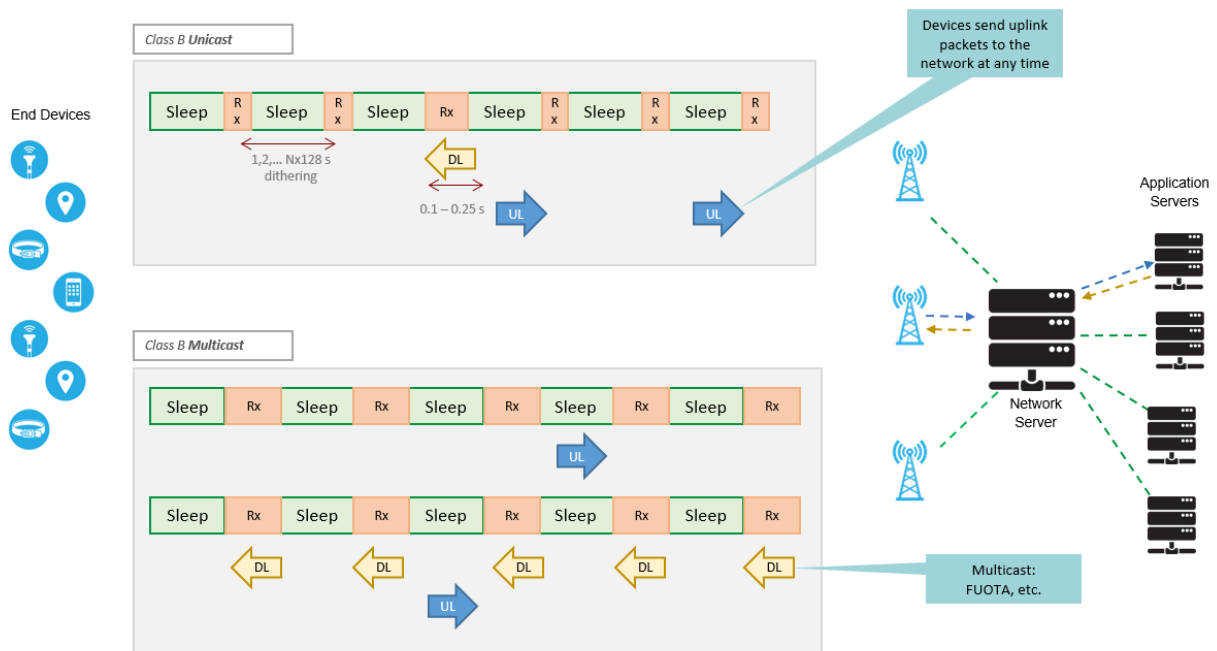 Class B Unicast
Devices send uplink
packets to the
network at any time
End Devices
Sleep R x Sleep R x Sleep Rx Sleep R x Sleep R x Sleep R x
1,2,... Nx128 s
dithering
DL
0.1 – 0.25 s
UL
UL
Application
Servers
Class B Multicast
Sleep Rx Sleep Rx Sleep Rx Sleep Rx Sleep Rx
UL
Network
Server
Sleep Rx Sleep Rx Sleep Rx Sleep Rx Sleep Rx
DL DL DL DL DL
UL
Multicast:
FUOTA, etc.